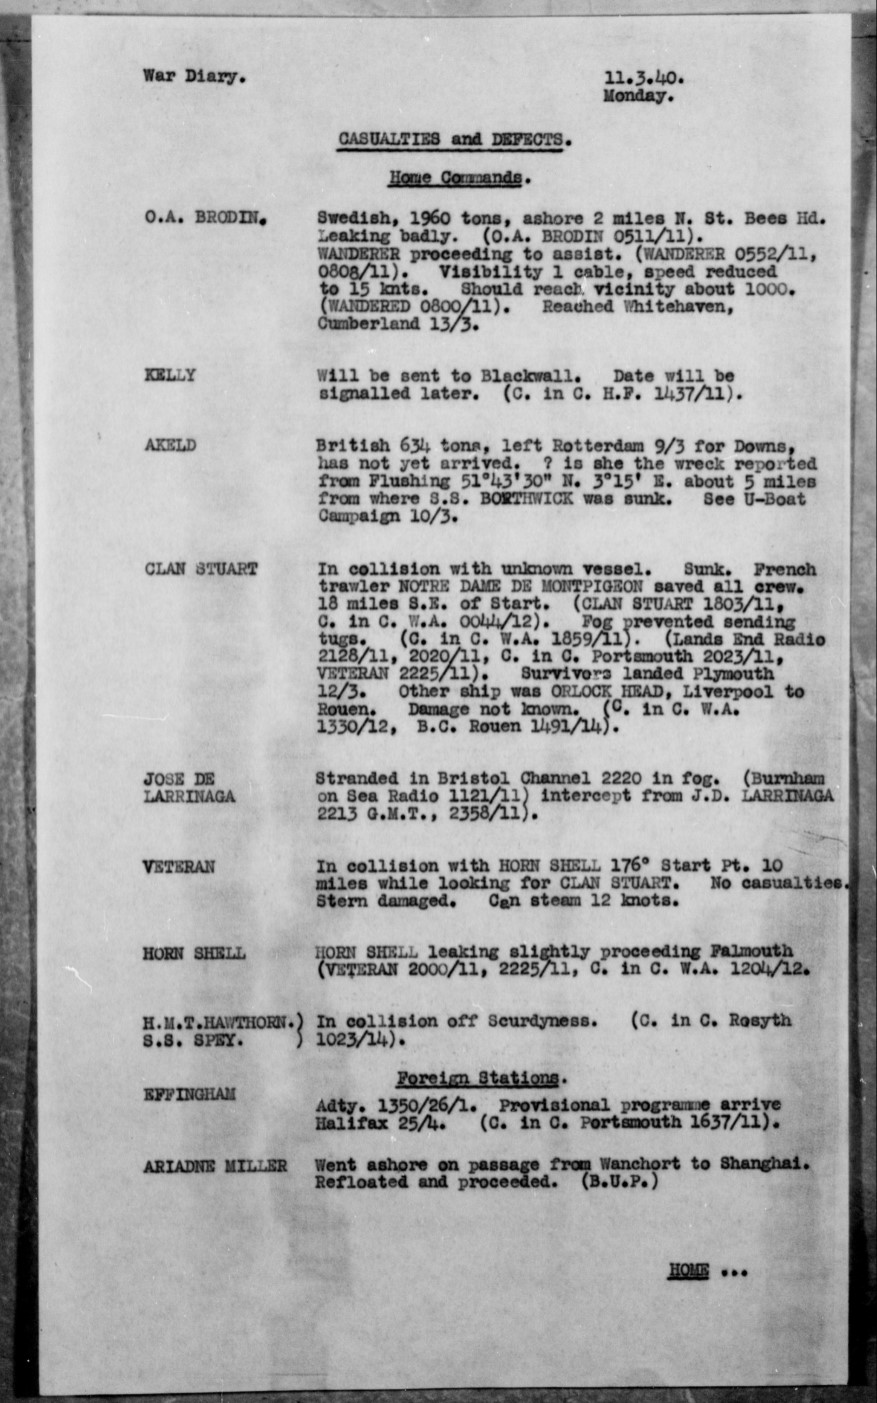 War Diary. 11.3.40.
Monday.
CASUALTIES and DEFECTS.
Home Commands.
O.A. BRODIN. Swedish, 1960 tons, ashore 2 miles N. St. Bees Hd.
Leaking badly. (O.A. BRODIN 0511/11).
WANDERER proceeding to assist. (WANDERER 0552/11,
0808/11). Visibility 1 cable, speed reduced
to 15 knts. Should reach vicinity about 1000.
(WANDERED 0800/11). Reached Whitehaven,
Cumberland 13/3.
KELLY Will be sent to Blackwall. Date will be
signalled later. (C. in C. H.F. 1437/11).
AKELD British 634 tons, left Rotterdam 9/3 for Downs,
has not yet arrived. ? is she the wreck reported
from Flushing 51°43'30" N. 3°15' E. about 5 miles
from where S.S. BORTHWICK was sunk. See U-Boat
Campaign 10/3.
CLAN STUART In collision with unknown vessel. Sunk. French
trawler NOTRE DAME DE MONTPIGEON saved all crew.
18 miles S.E. of Start. (CLAN STUART 1803/11,
C. in C. W.A. 0044/12). Fog prevented sending
tugs. (C. in C. W.A. 1859/11). (Lands End Radio
2128/11, 2020/11, C. in C. Portsmouth 2023/11,
VETERAN 2225/11). Survivors landed Plymouth
12/3. Other ship was ORLOCK HEAD, Liverpool to
Rouen. Damage not known. (C. in C. W.A.
1330/12, B.C. Rouen 1491/14).
JOSE DE Stranded in Bristol Channel 2220 in fog. (Burnham
LARRINAGA on Sea Radio 1121/11) intercept from J.D. LARRINAGA
2213 G.M.T., 2358/11).
VETERAN In collision with HORN SHELL 176° Start Pt. 10
miles while looking for CLAN STUART. No casualties.
Stern damaged. Can steam 12 knots.
HORN SHELL HORN SHELL leaking slightly proceeding Falmouth
(VETERAN 2000/11, 2225/11, C. in C. W.A. 1204/12.
H.M.T.HAWTHORN.) In collision off Scurdyness. (C. in C. Rosyth
S.S. SPEY. ) 1023/14).
Foreign Stations.
EFFINGHAM Adty. 1350/26/1. Provisional programme arrive
Halifax 25/4. (C. in C. Portsmouth 1637/11).
ARIADNE MILLER Went ashore on passage from Wanchort to Shanghai.
Refloated and proceeded. (B.U.P.)
HOME ...